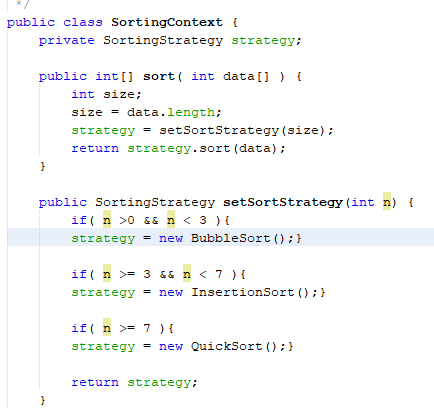 */
public class SortingContext {
private SortingStrategy strategy;
public int[] sort( int data[] ) {
int size;
size = data.length;
strategy = setSortStrategy(size);
return strategy.sort(data);
}
public SortingStrategy setSortStrategy(int n) {
if( n >0 && n < 3 ){
strategy = new BubbleSort();}
if( n >= 3 && n < 7 ){
strategy = new InsertionSort();}
if( n >= 7 ){
strategy = new QuickSort();}
return strategy;
}